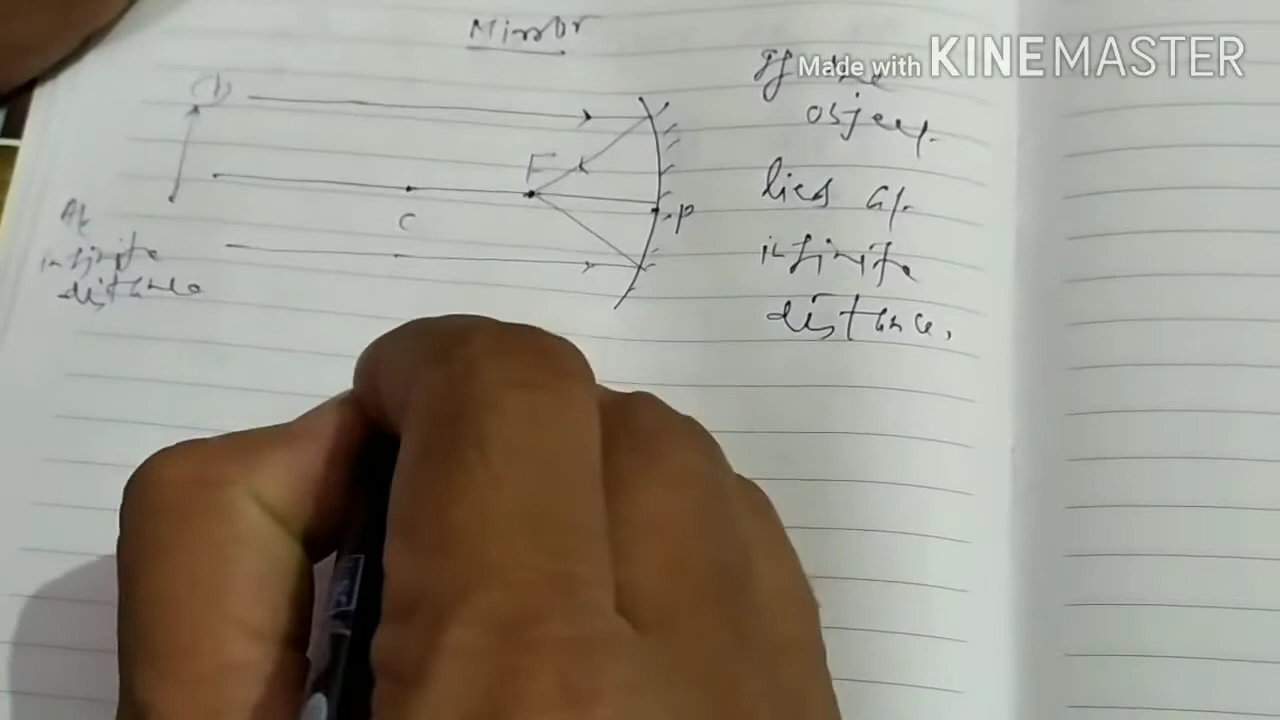 Mirror
Made with KINEMASTER
If the
object
lies at
infinite
distance,
F
C
P
At
infinite
distance